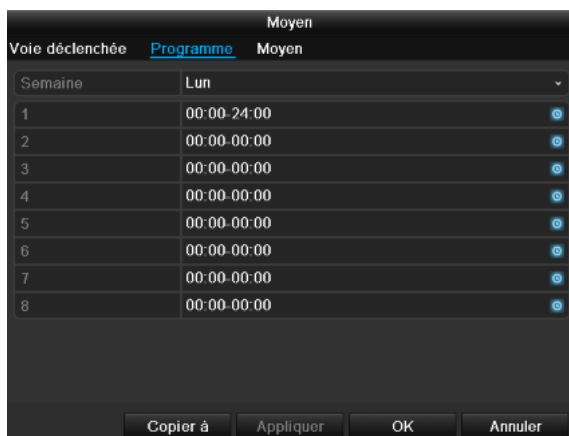 Moyen
Voie déclenchée Programme Moyen
Semaine Lun
1 00:00-24:00
2 00:00-00:00
3 00:00-00:00
4 00:00-00:00
5 00:00-00:00
6 00:00-00:00
7 00:00-00:00
8 00:00-00:00
Copier à Appliquer OK Annuler